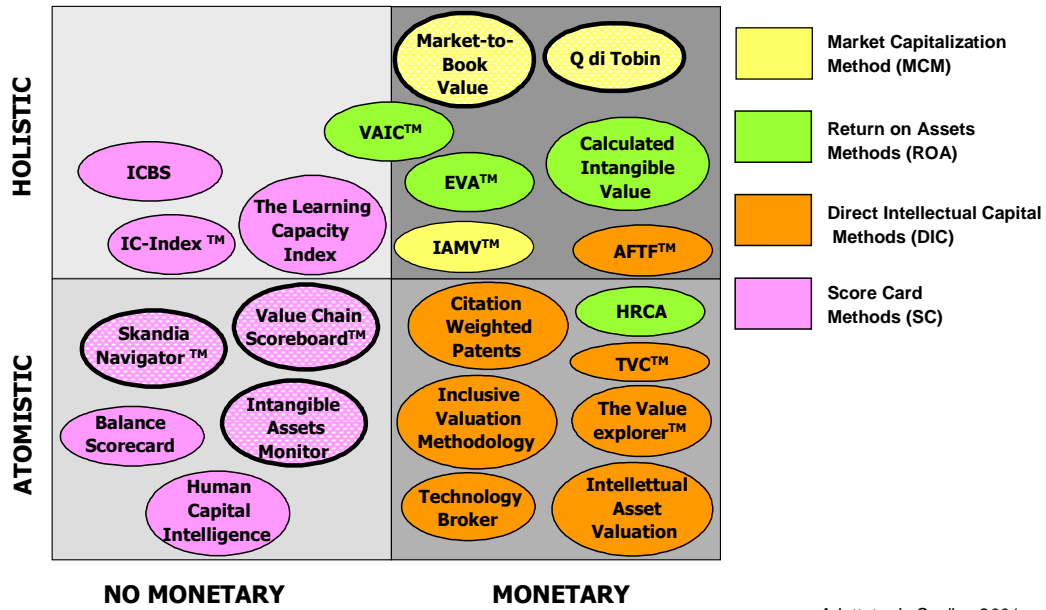 HOLISTIC
Market-to-
Book
Value
Q di Tobin
VAIC™
ICBS
EVA™
Calculated
Intangible
Value
IC-Index ™
The Learning
Capacity
Index
IAMV™
AFTF™
ATOMISTIC
Skandia
Navigator ™
Value Chain
Scoreboard™
Citation
Weighted
Patents
HRCA
TVC™
Balance
Scorecard
Intangible
Assets
Monitor
Inclusive
Valuation
Methodology
The Value
explorer™
Human
Capital
Intelligence
Technology
Broker
Intellettual
Asset
Valuation
NO MONETARY
MONETARY
Market Capitalization
Method (MCM)
Return on Assets
Methods (ROA)
Direct Intellectual Capital
Methods (DIC)
Score Card
Methods (SC)